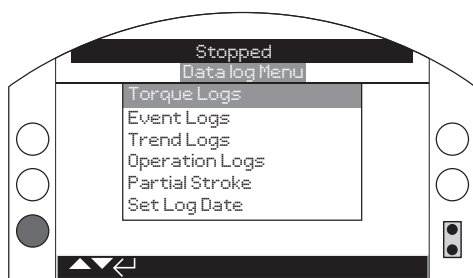 Stopped
Datalog Menu
Torque Logs
Event Logs
Trend Logs
Operation Logs
Partial Stroke
Set Log Date